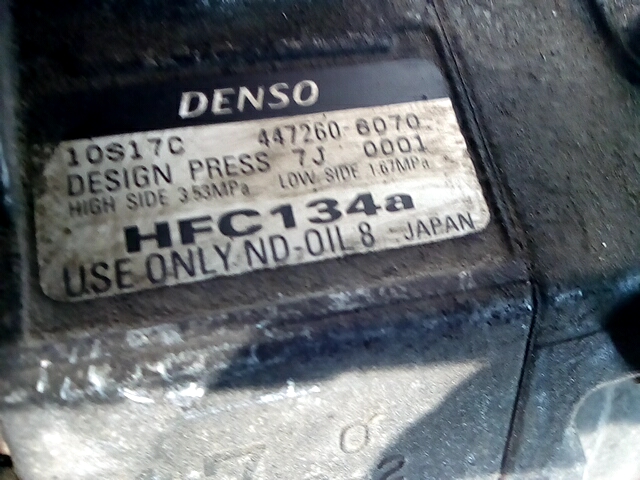 DENSO
10S17C 447260-6070
DESIGN PRESS 7J 0001
HIGH SIDE 3.53MPa LOW SIDE 1.67MPa
HFC134a
USE ONLY ND-OIL 8 JAPAN